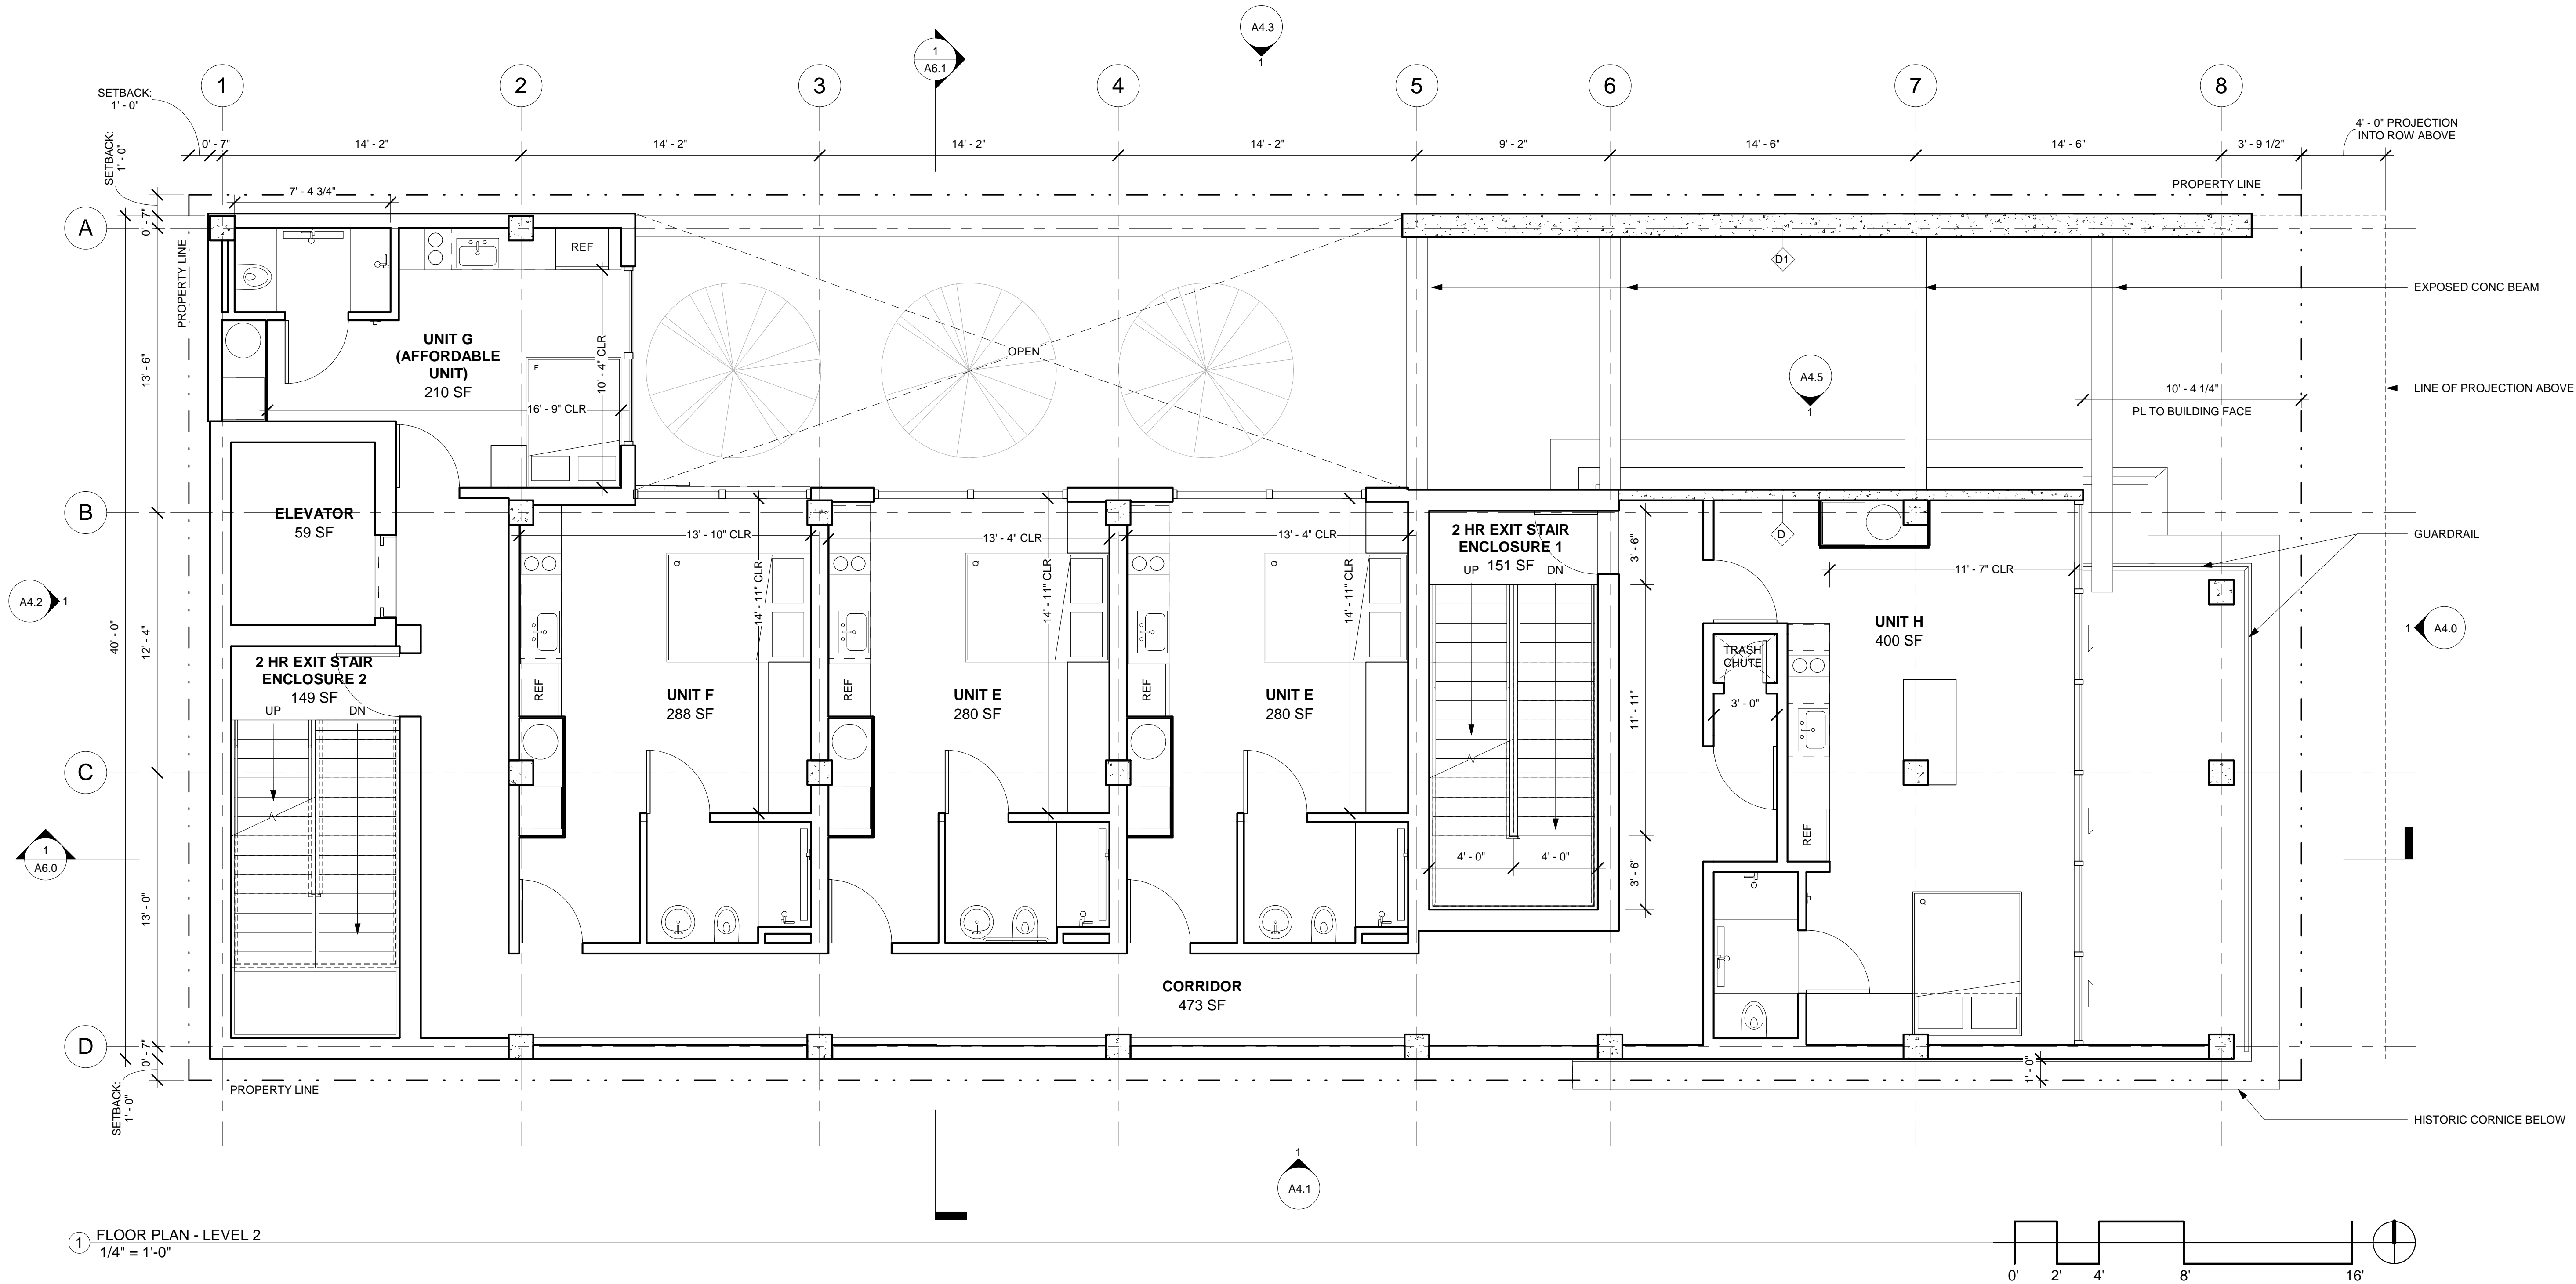 A4.3
1
1
A6.1
1
2
3
4
5
6
7
8
SETBACK:
1' - 0"
SETBACK:
1' - 0"
4' - 0" PROJECTION
INTO ROW ABOVE
0' - 7"
14' - 2"
14' - 2"
14' - 2"
14' - 2"
9' - 2"
14' - 6"
14' - 6"
3' - 9 1/2"
PROPERTY LINE
7' - 4 3/4"
0' - 7"
A
PROPERTY LINE
REF
D1
EXPOSED CONC BEAM
UNIT G
(AFFORDABLE
UNIT)
210 SF
F
10' - 4" CLR
16' - 9" CLR
OPEN
A4.5
1
13' - 6"
10' - 4 1/4"
PL TO BUILDING FACE
LINE OF PROJECTION ABOVE
B
ELEVATOR
59 SF
13' - 10" CLR
13' - 4" CLR
13' - 4" CLR
2 HR EXIT STAIR
ENCLOSURE 1
151 SF
UP
DN
3' - 6"
D
GUARDRAIL
Q
Q
Q
14' - 11" CLR
14' - 11" CLR
14' - 11" CLR
11' - 7" CLR
A4.2
1
40' - 0"
12' - 4"
UNIT H
400 SF
1
A4.0
2 HR EXIT STAIR
ENCLOSURE 2
149 SF
UP
DN
TRASH
CHUTE
3' - 0"
REF
REF
REF
UNIT F
288 SF
UNIT E
280 SF
UNIT E
280 SF
11' - 11"
C
REF
1
A6.0
4' - 0"
4' - 0"
3' - 6"
13' - 0"
Q
CORRIDOR
473 SF
D
0' - 7"
1' - 0"
PROPERTY LINE
SETBACK:
1' - 0"
HISTORIC CORNICE BELOW
1
A4.1
1
FLOOR PLAN - LEVEL 2
1/4" = 1'-0"
0'
2'
4'
8'
16'